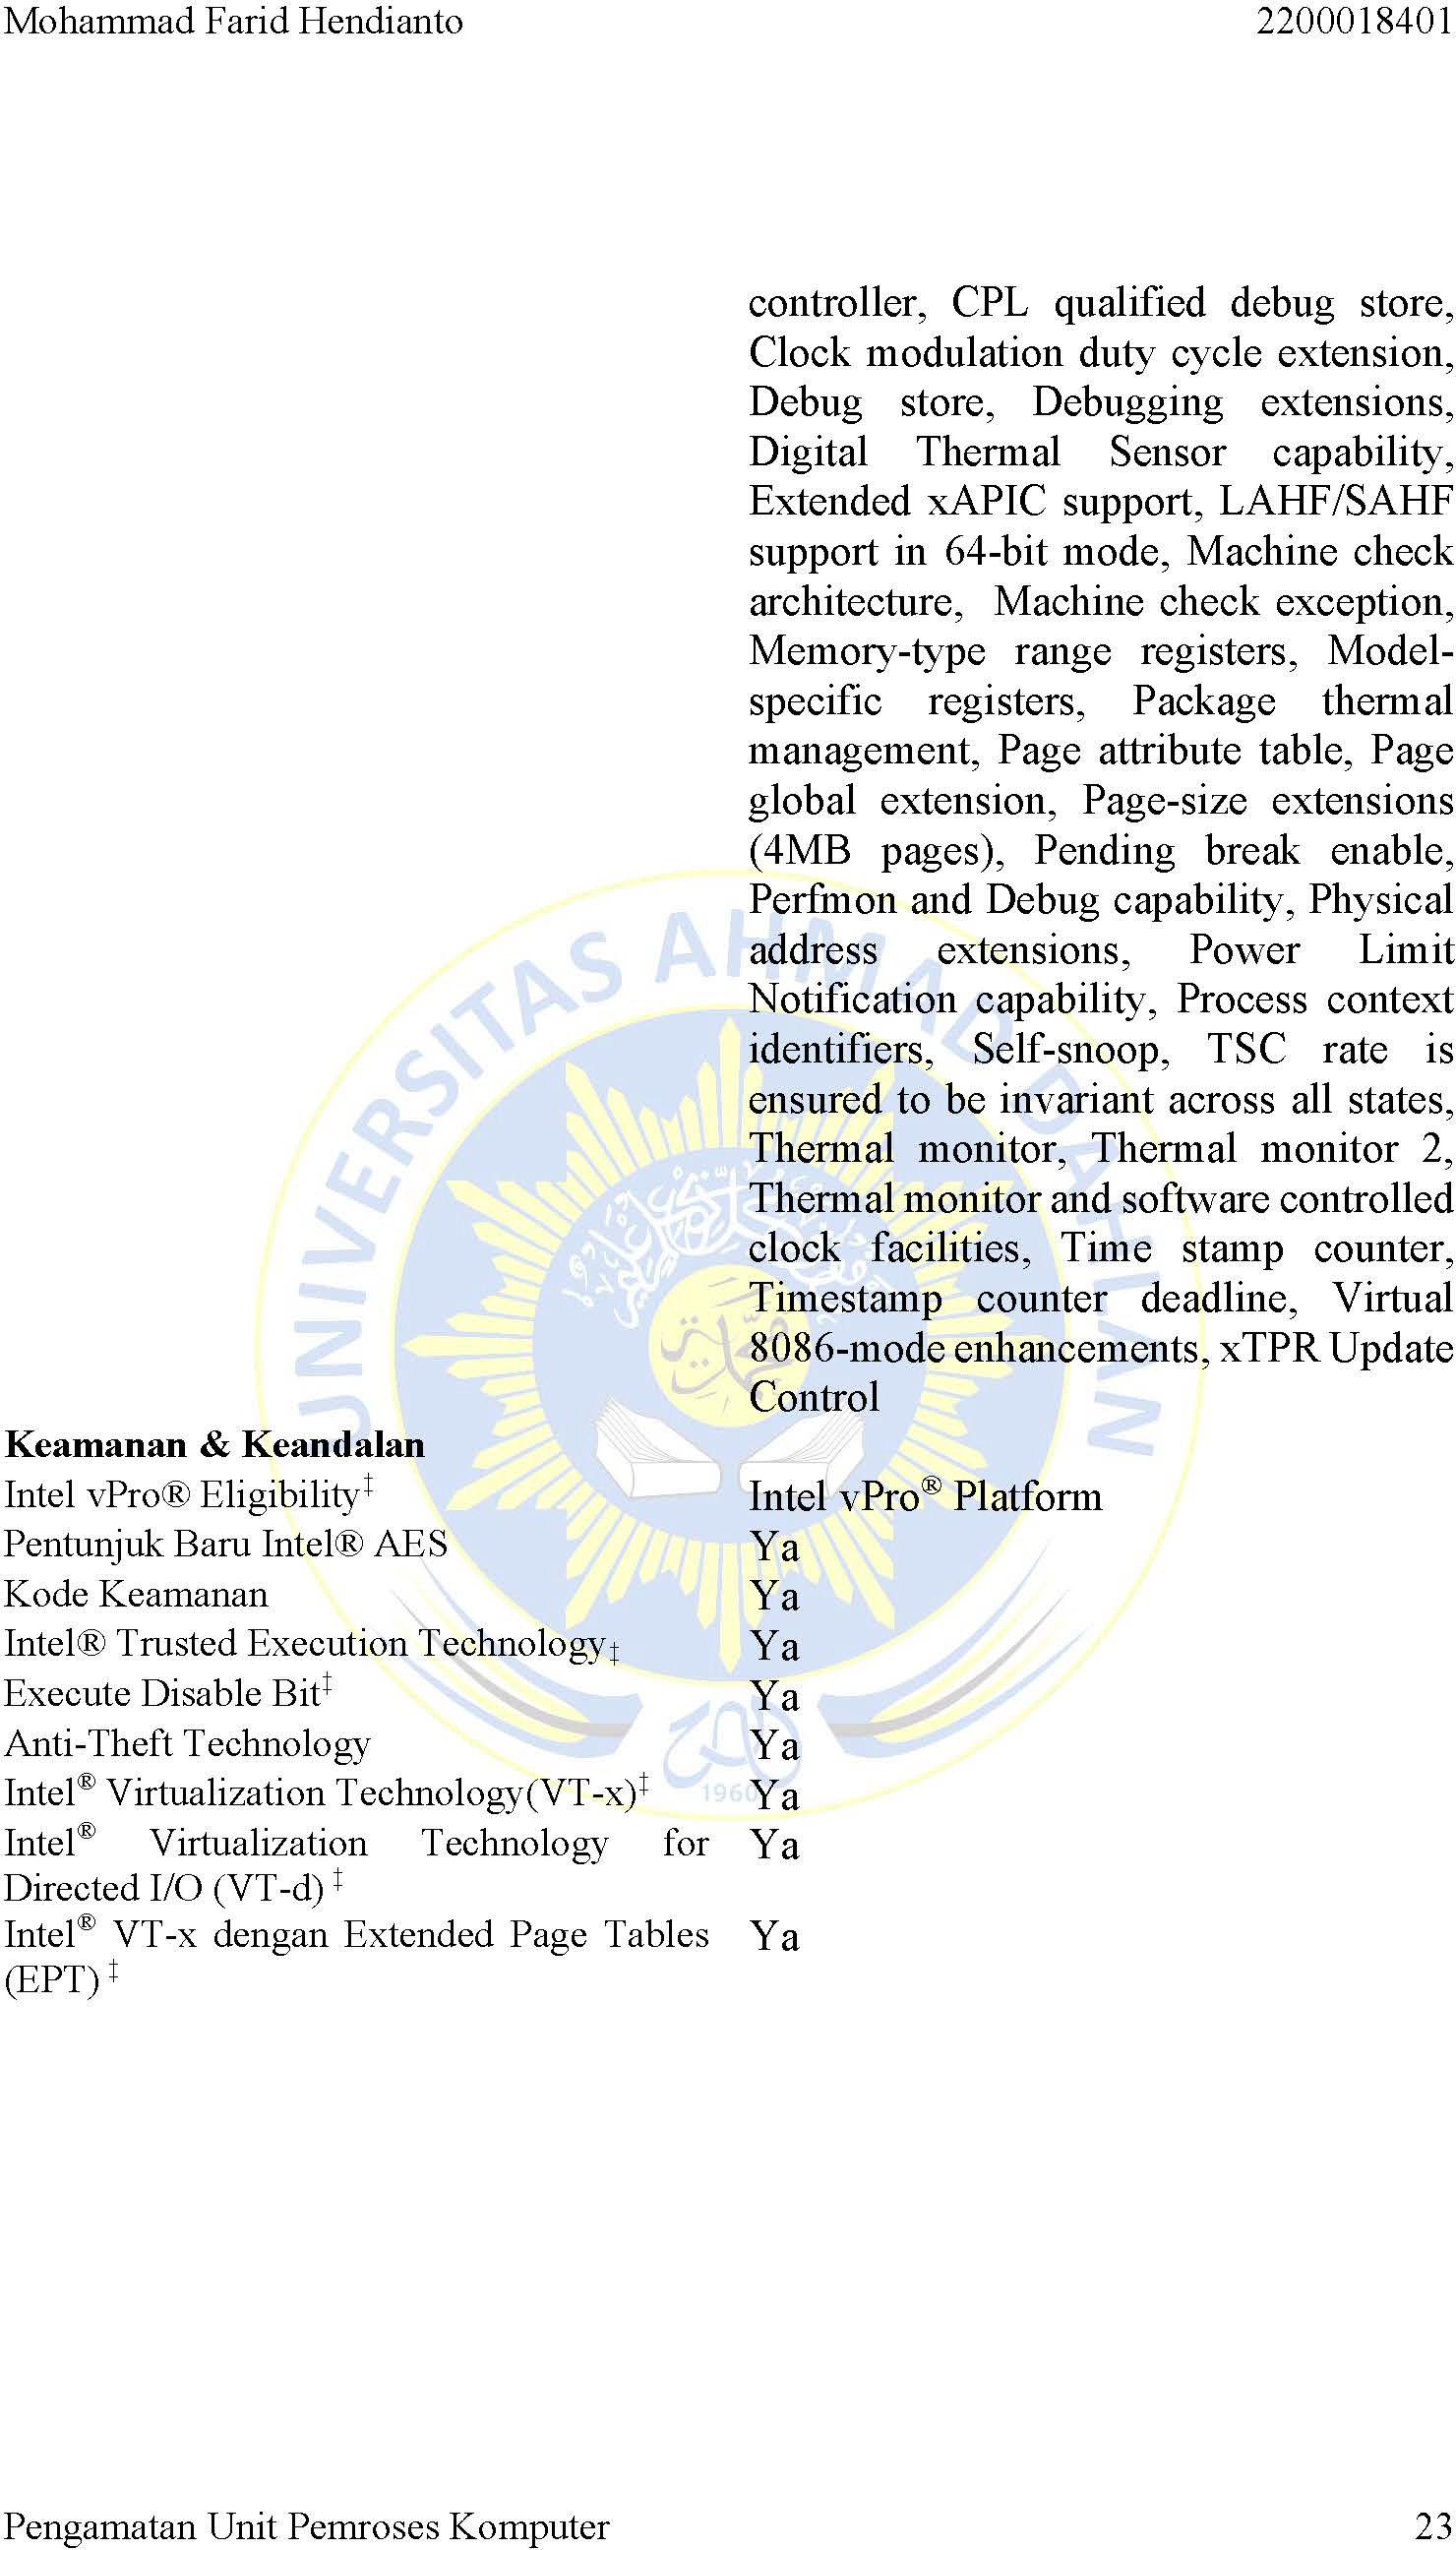 Mohammad Farid Hendianto 2200018401
controller, CPL qualified debug store,
Clock modulation duty cycle extension,
Debug store, Debugging extensions,
Digital Thermal Sensor capability,
Extended xAPIC support, LAHF/SAHF
support in 64-bit mode, Machine check
architecture, Machine check exception,
Memory-type range registers, Model-
specific registers, Package thermal
management, Page attribute table, Page
global extension, Page-size extensions
(4MB pages), Pending break enable,
Perfmon and Debug capability, Physical
address extensions, Power Limit
Notification capability, Process context
identifiers, Self-snoop, TSC rate is
ensured to be invariant across all states,
Thermal monitor, Thermal monitor 2,
Thermal monitor and software controlled
clock facilities, Time stamp counter,
Timestamp counter deadline, Virtual
8086-mode enhancements, xTPR Update
Control
Keamanan & Keandalan
Intel vPro® Eligibility‡ Intel vPro® Platform
Pentunjuk Baru Intel® AES Ya
Kode Keamanan Ya
Intel® Trusted Execution Technology‡ Ya
Execute Disable Bit‡ Ya
Anti-Theft Technology Ya
Intel® Virtualization Technology(VT-x)‡ Ya
Intel® Virtualization Technology for Ya
Directed I/O (VT-d) ‡
Intel® VT-x dengan Extended Page Tables Ya
(EPT) ‡
UNIVERSITAS AHMAD DAHLAN
1960
Pengamatan Unit Pemroses Komputer 23